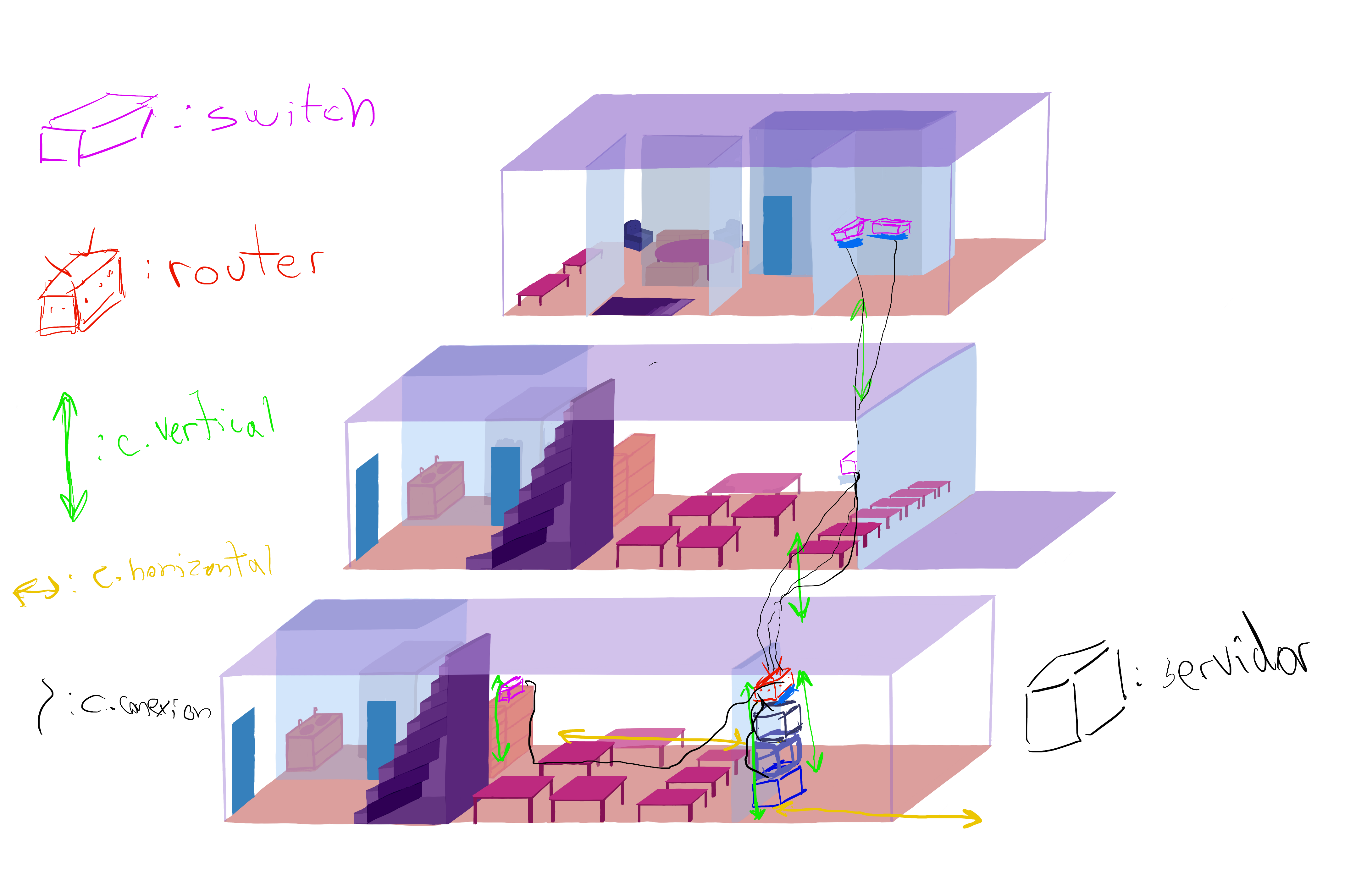 : switch
: router
: c.vertical
: c.horizontal
: c.conexion
: servidor